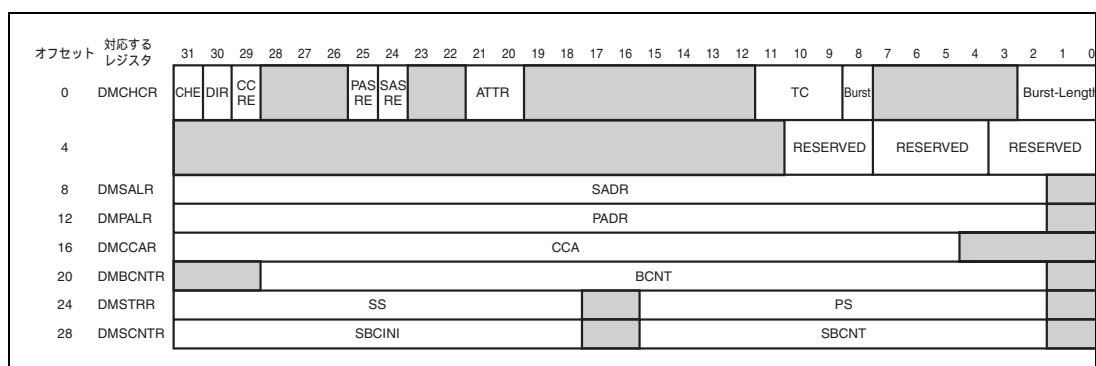 オフセット 対応する レジスタ 31 30 29 28 27 26 25 24 23 22 21 20 19 18 17 16 15 14 13 12 11 10 9 8 7 6 5 4 3 2 1 0
0 DMCHCR CHE DIR CC RE PAS RE SAS RE ATTR TC Burst Burst-Length
4 RESERVED RESERVED RESERVED
8 DMSALR SADR
12 DMPALR PADR
16 DMCCAR CCA
20 DMBCNTR BCNT
24 DMSTRR SS PS
28 DMSCNTR SBCINI SBCNT